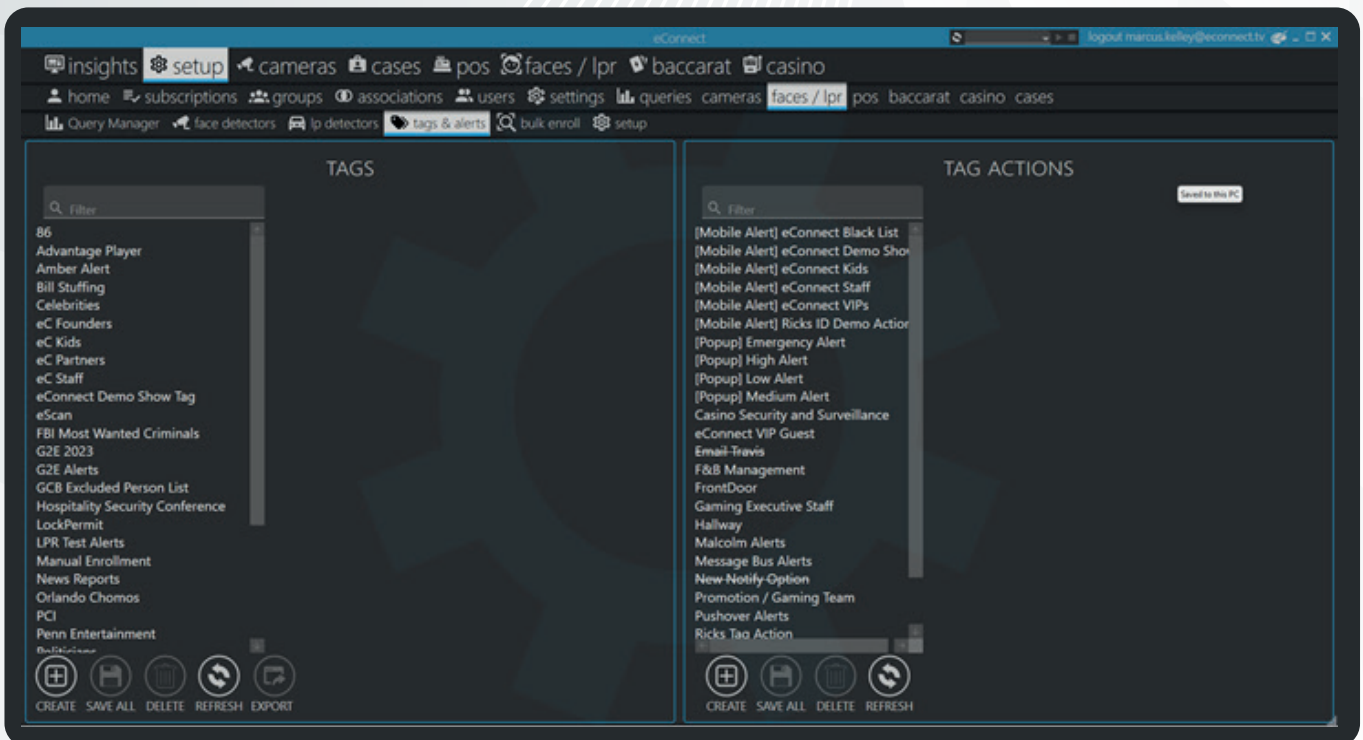 eConnect
logout marcus.kelley@econnect.tv
insights setup cameras cases pos faces / lpr baccarat casino
home subscriptions groups associations users settings queries cameras faces / lpr pos baccarat casino cases
Query Manager face detectors lp detectors tags & alerts bulk enroll setup
TAGS
Filter
86
Advantage Player
Amber Alert
Bill Stuffing
Celebrities
eC Founders
eC Kids
eC Partners
eC Staff
eConnect Demo Show Tag
eScan
FBI Most Wanted Criminals
G2E 2023
G2E Alerts
GCB Excluded Person List
Hospitality Security Conference
LockPermit
LPR Test Alerts
Manual Enrollment
News Reports
Orlando Chomos
PCI
Penn Entertainment
Politicians
CREATE SAVE ALL DELETE REFRESH EXPORT
TAG ACTIONS
Saved to this PC
Filter
[Mobile Alert] eConnect Black List
[Mobile Alert] eConnect Demo Show
[Mobile Alert] eConnect Kids
[Mobile Alert] eConnect Staff
[Mobile Alert] eConnect VIPs
[Mobile Alert] Ricks ID Demo Action
[Popup] Emergency Alert
[Popup] High Alert
[Popup] Low Alert
[Popup] Medium Alert
Casino Security and Surveillance
eConnect VIP Guest
Email Travis
F&B Management
FrontDoor
Gaming Executive Staff
Hallway
Malcolm Alerts
Message Bus Alerts
New Notify Option
Promotion / Gaming Team
Pushover Alerts
Ricks Tag Action
CREATE SAVE ALL DELETE REFRESH